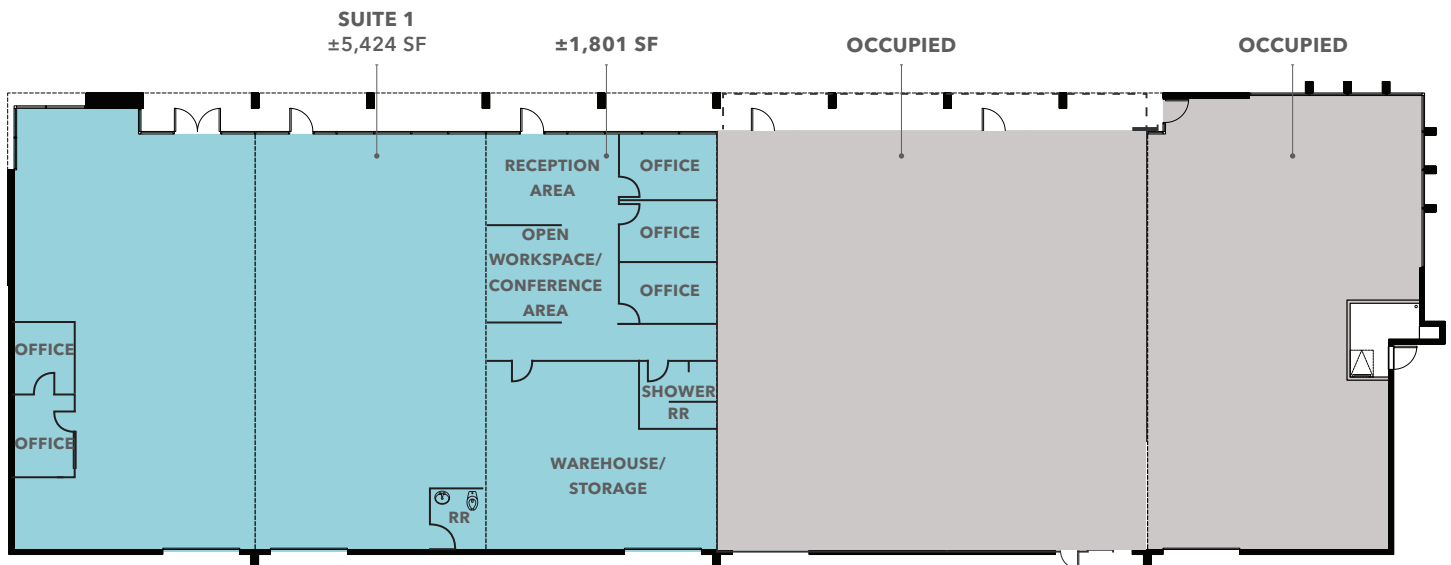 SUITE 1
±5,424 SF
±1,801 SF
OCCUPIED
OCCUPIED
RECEPTION
AREA
OFFICE
OPEN
WORKSPACE/
CONFERENCE
AREA
OFFICE
OFFICE
OFFICE
OFFICE
SHOWER
RR
WAREHOUSE/
STORAGE
RR